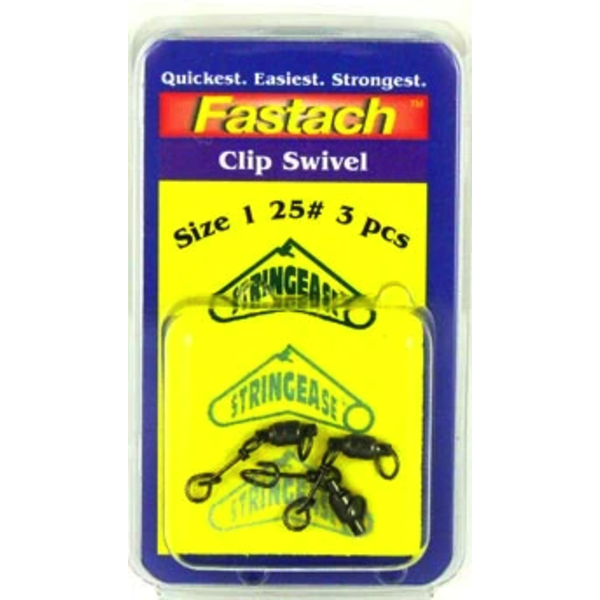 Quickest. Easiest. Strongest.
Fastach™
Clip Swivel
Size 1 25# 3 pcs
STRINGEASE
STRINGEASE